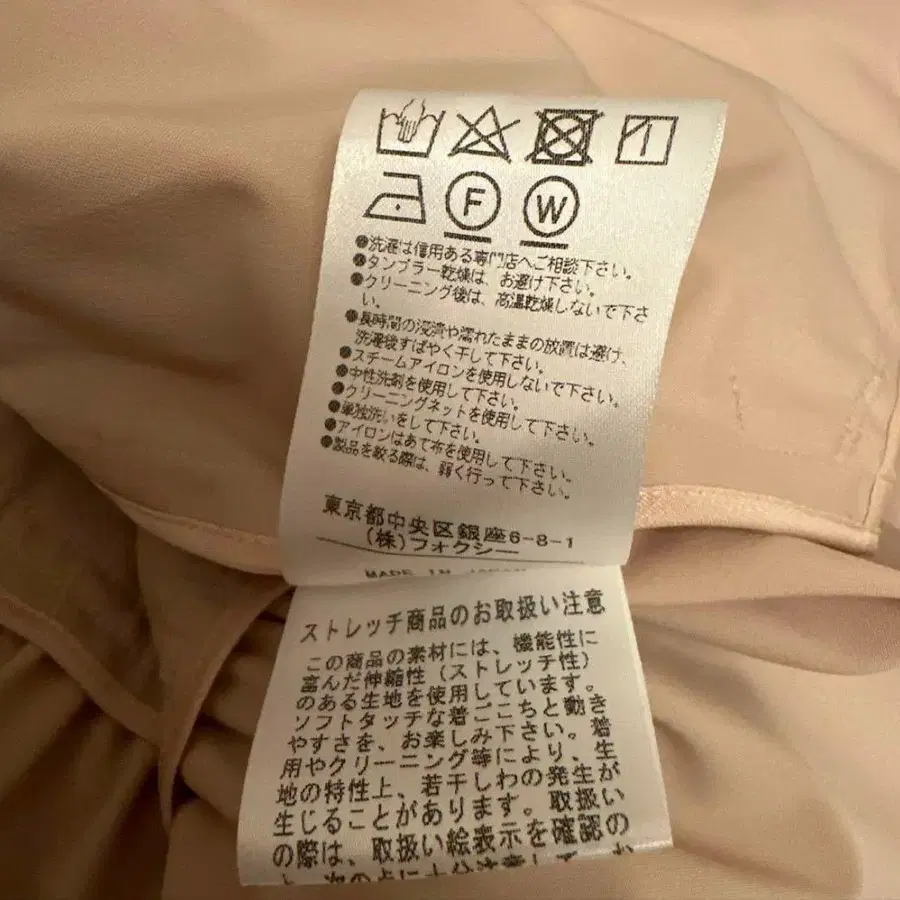 F W
●洗濯は信用ある専門店へご相談下さい。
●タンブラー乾燥は、お避け下さい。
●クリーニング後は、高温乾燥しないで下さ
い。
●長時間の浸漬や濡れたままの放置は避け、
洗濯後すばやく干して下さい。
●スチームアイロンを使用しないで下さい。
●中性洗剤を使用して下さい。
●クリーニングネットを使用して下さい。
●単独洗いをして下さい。
●アイロンはあて布を使用して下さい。
●製品を絞る際は、弱く行って下さい。
東京都中央区銀座6-8-1
(株)フォクシー
MADE IN JAPAN
ストレッチ商品のお取扱い注意
この商品の素材には、機能性に
富んだ伸縮性(ストレッチ性)
のある生地を使用しています。
ソフトタッチな着ごこちと動き
やすさを、お楽しみ下さい。着
用やクリーニング等により、生
地の特性上、若干しわの発生が
生じることがあります。取扱い
の際は、取扱い絵表示を確認の